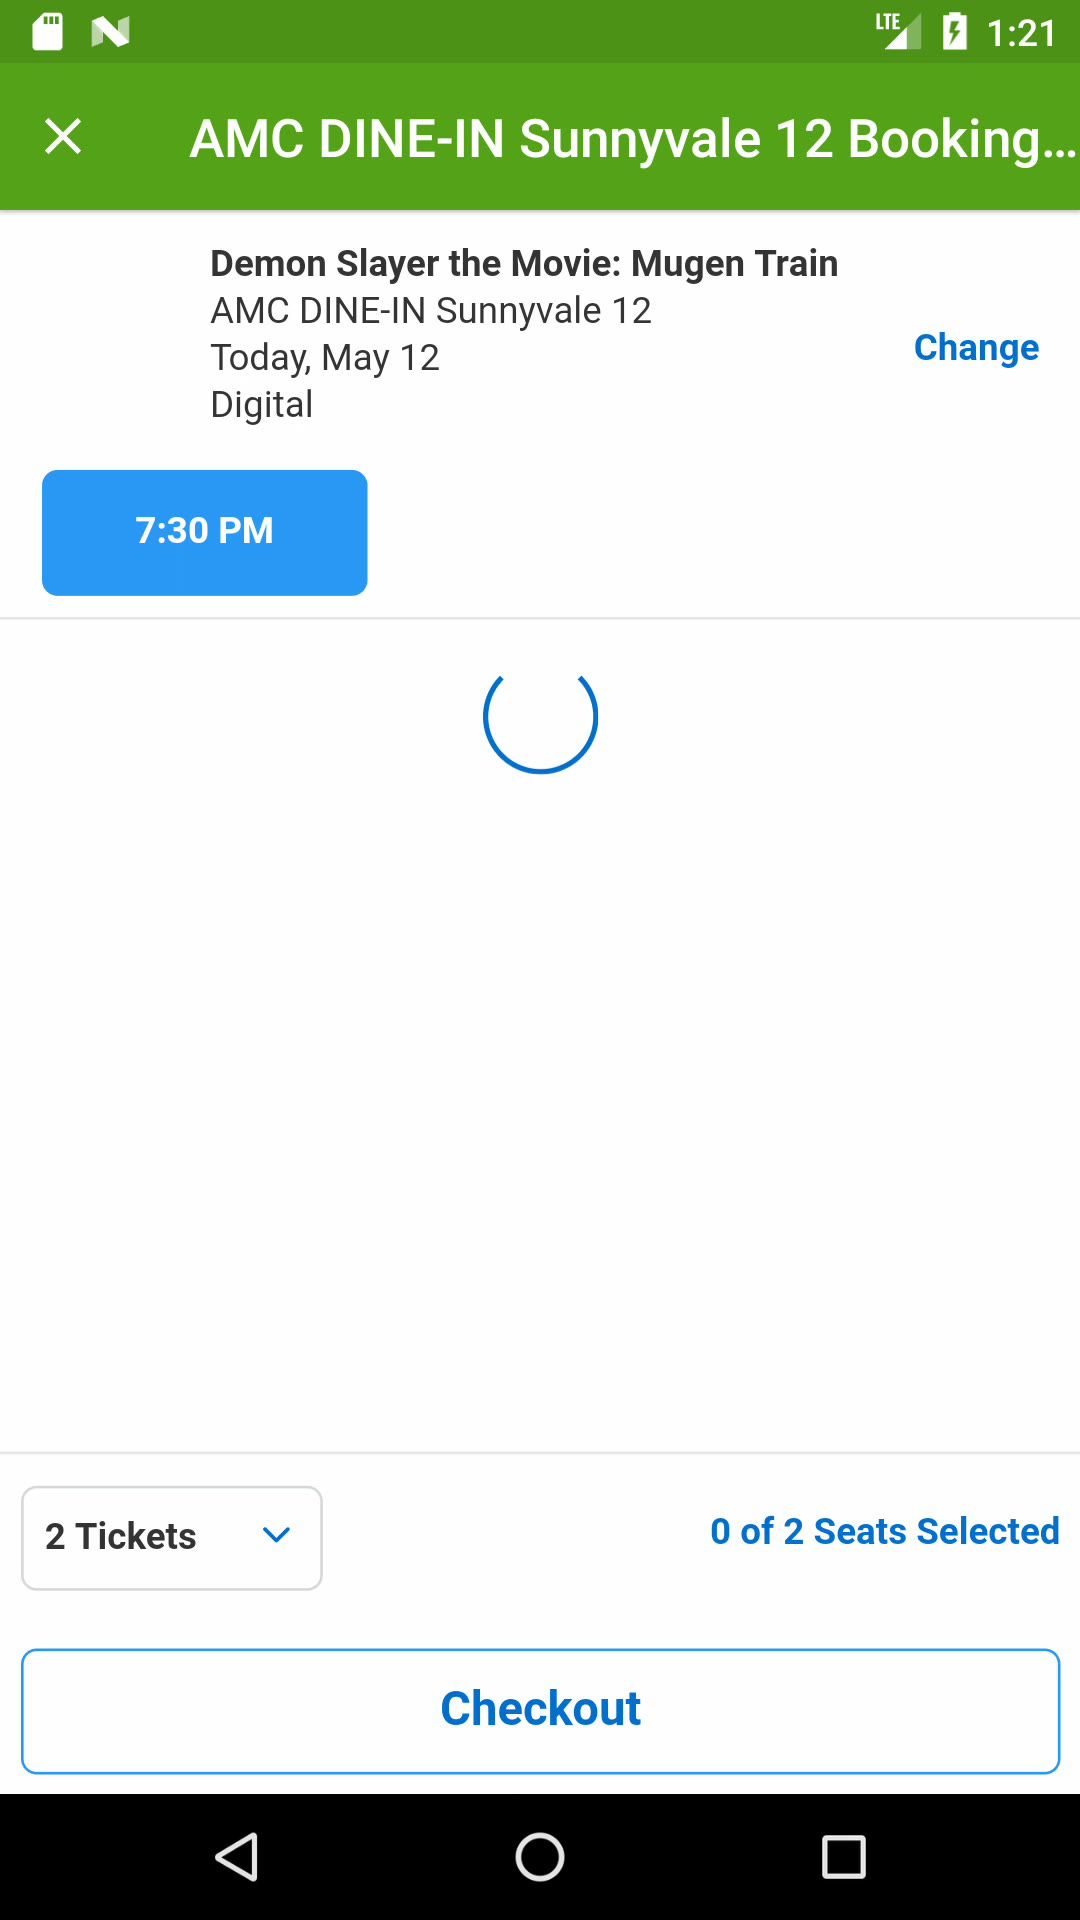 LTE 1:21
AMC DINE-IN Sunnyvale 12 Booking...
Demon Slayer the Movie: Mugen Train
AMC DINE-IN Sunnyvale 12
Today, May 12
Digital
Change
7:30 PM
2 Tickets
0 of 2 Seats Selected
Checkout